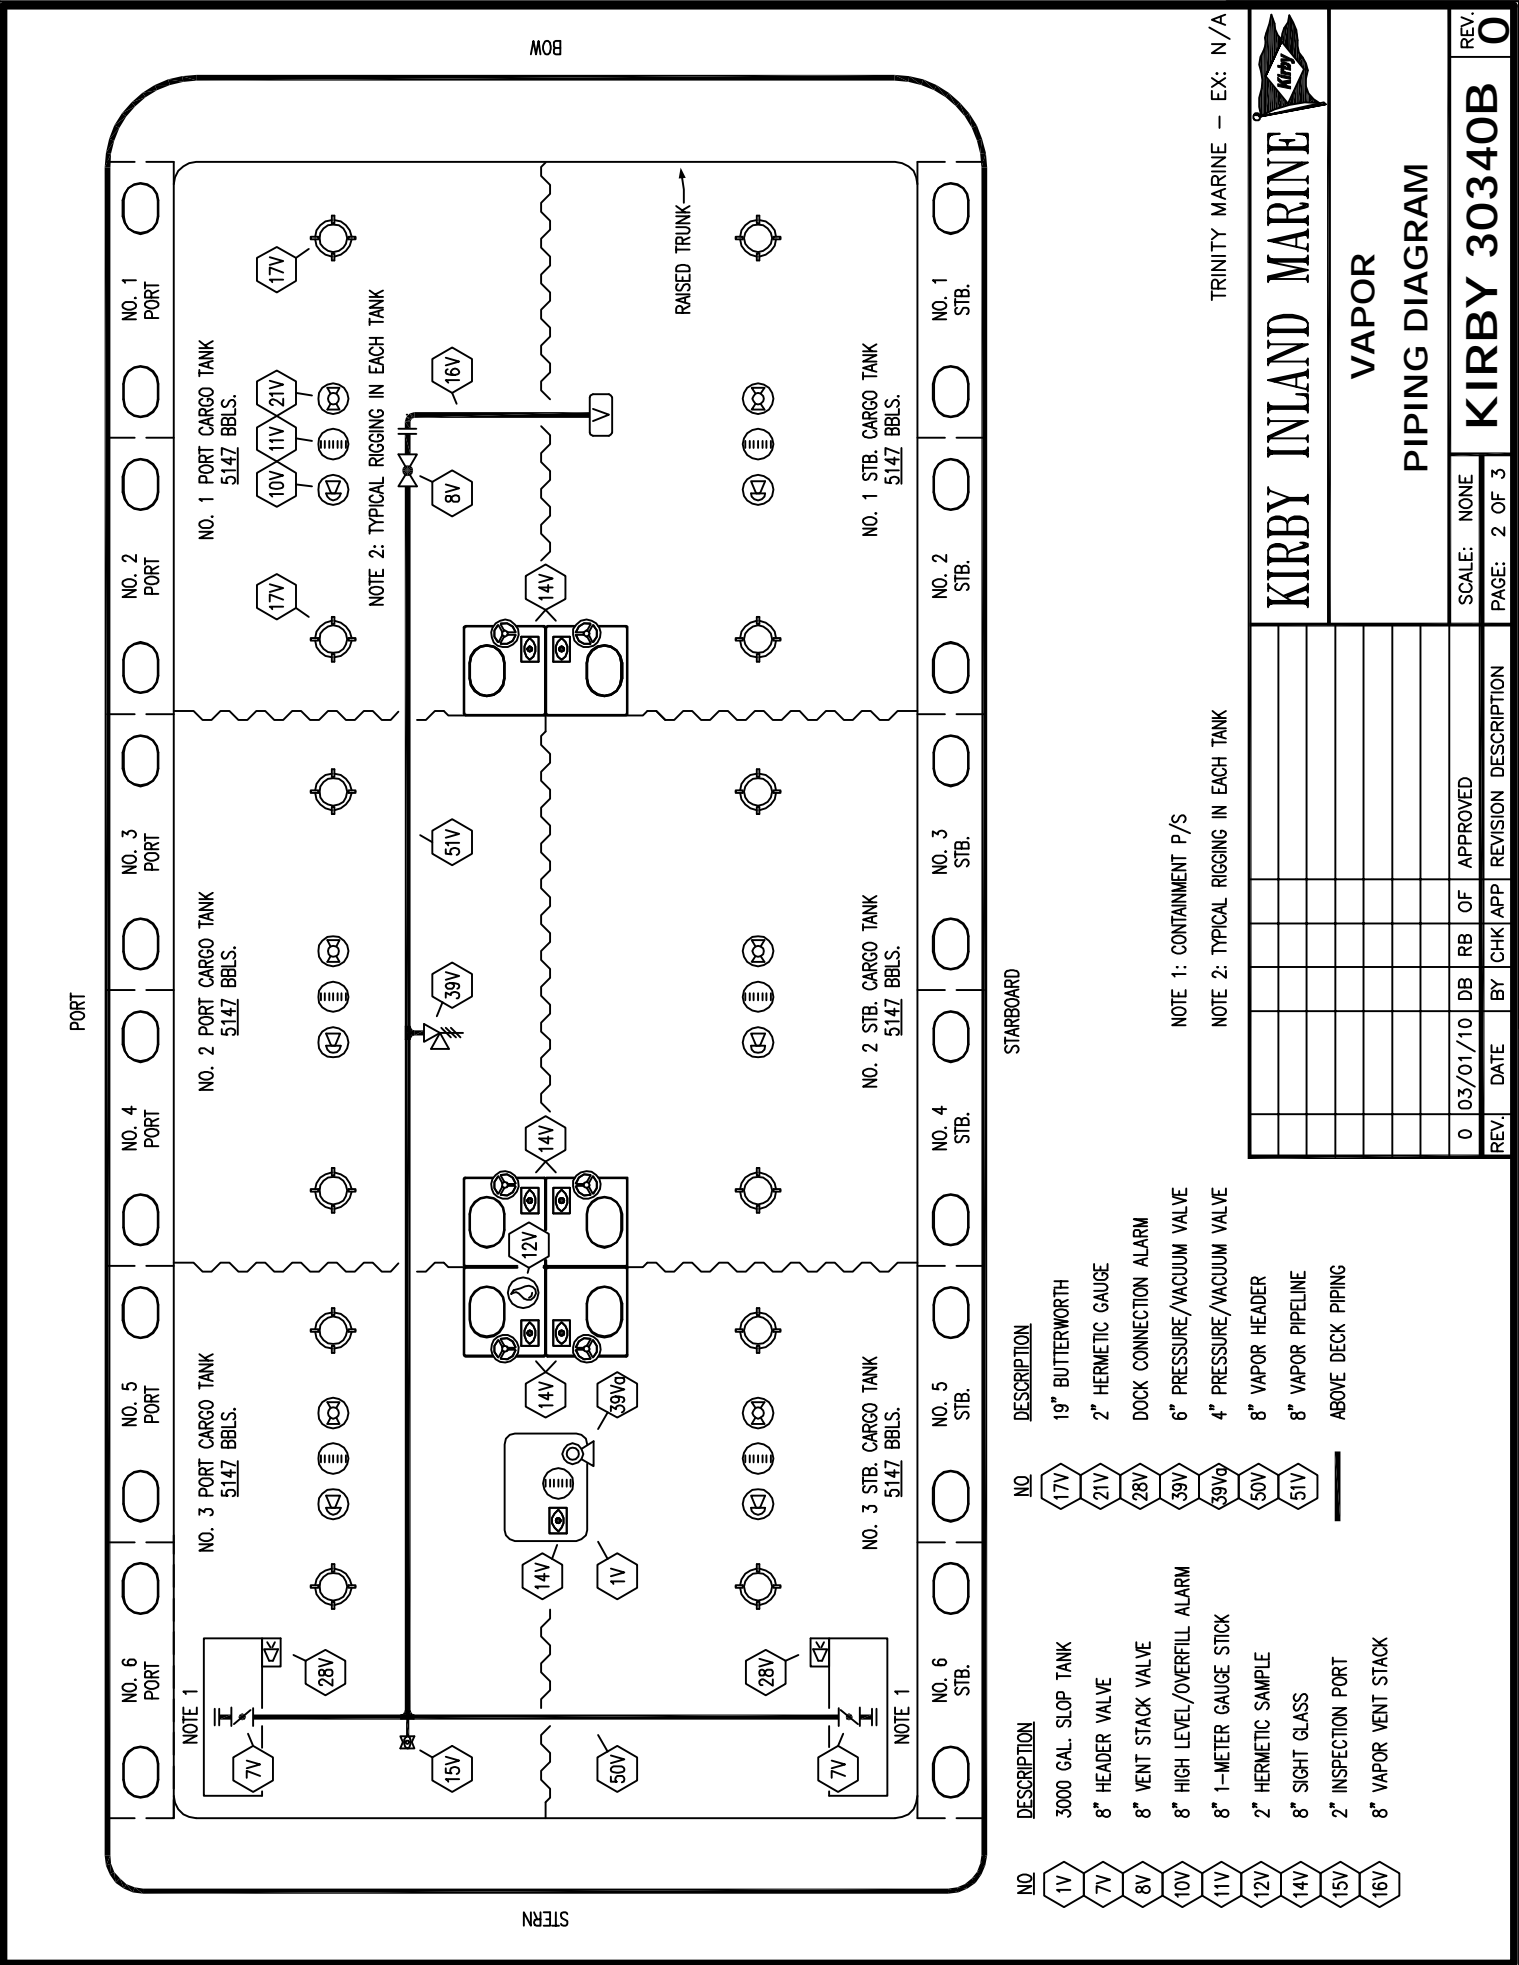 PORT
BOW
STERN
STARBOARD
NO. 6
PORT
NO. 5
PORT
NO. 4
PORT
NO. 3
PORT
NO. 2
PORT
NO. 1
PORT
NO. 3 PORT CARGO TANK
5147 BBLS.
NO. 2 PORT CARGO TANK
5147 BBLS.
NO. 1 PORT CARGO TANK
5147 BBLS.
NOTE 1
7V
28V
17V
10V
11V
21V
17V
NOTE 2: TYPICAL RIGGING IN EACH TANK
15V
39V
51V
8V
16V
V
14V
14V
12V
14V
14V
39Va
1V
50V
RAISED TRUNK
28V
7V
NOTE 1
NO. 3 STB. CARGO TANK
5147 BBLS.
NO. 2 STB. CARGO TANK
5147 BBLS.
NO. 1 STB. CARGO TANK
5147 BBLS.
NO. 6
STB.
NO. 5
STB.
NO. 4
STB.
NO. 3
STB.
NO. 2
STB.
NO. 1
STB.
NO DESCRIPTION
1V 3000 GAL. SLOP TANK
7V 8" HEADER VALVE
8V 8" VENT STACK VALVE
10V 8" HIGH LEVEL/OVERFILL ALARM
11V 8" 1-METER GAUGE STICK
12V 2" HERMETIC SAMPLE
14V 8" SIGHT GLASS
15V 2" INSPECTION PORT
16V 8" VAPOR VENT STACK
NO DESCRIPTION
17V 19" BUTTERWORTH
21V 2" HERMETIC GAUGE
28V DOCK CONNECTION ALARM
39V 6" PRESSURE/VACUUM VALVE
39Va 4" PRESSURE/VACUUM VALVE
50V 8" VAPOR HEADER
51V 8" VAPOR PIPELINE
ABOVE DECK PIPING
NOTE 1: CONTAINMENT P/S
NOTE 2: TYPICAL RIGGING IN EACH TANK
TRINITY MARINE - EX: N/A
KIRBY INLAND MARINE
Kirby
VAPOR
PIPING DIAGRAM
0 03/01/10 DB RB OF APPROVED
REV. DATE BY CHK APP REVISION DESCRIPTION
SCALE: NONE
PAGE: 2 OF 3
KIRBY 30340B
REV.
0